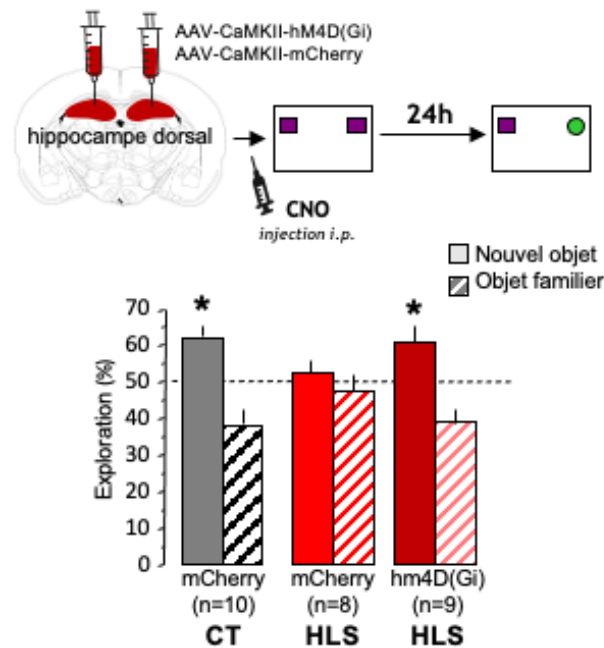 AAV-CaMKII-hM4D(Gi)
AAV-CaMKII-mCherry
hippocampe dorsal
24h
CNO
injection i.p.
Nouvel objet
Objet familier
Exploration (%)
70
60
50
40
30
20
10
0
*
*
mCherry mCherry hm4D(Gi)
(n=10) (n=8) (n=9)
CT HLS HLS